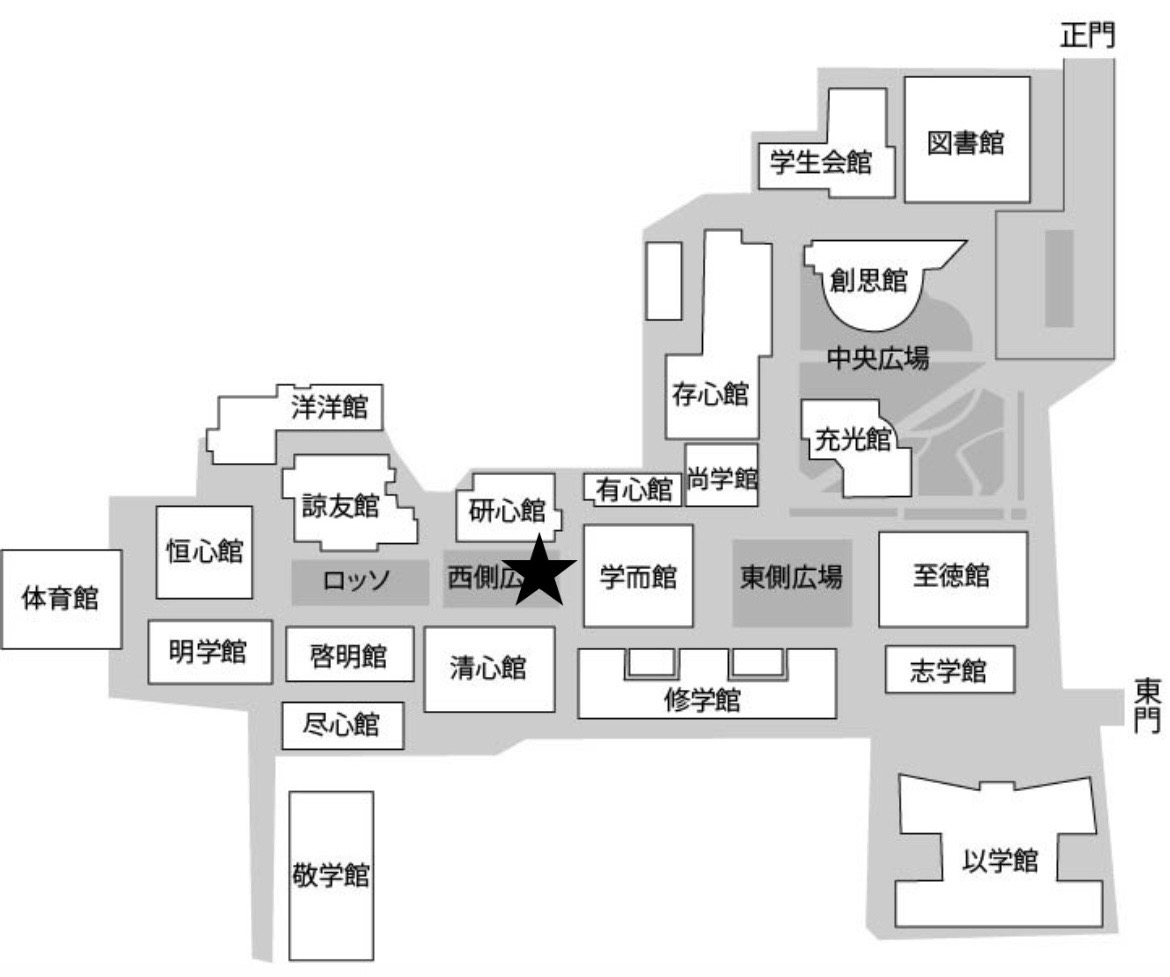 正門
図書館
学生会館
創思館
中央広場
存心館
洋洋館
充光館
尚学館
有心館
諒友館
研心館
恒心館
ロッソ
西側広
学而館
東側広場
至徳館
体育館
明学館
啓明館
清心館
志学館
修学館
東門
尽心館
以学館
敬学館